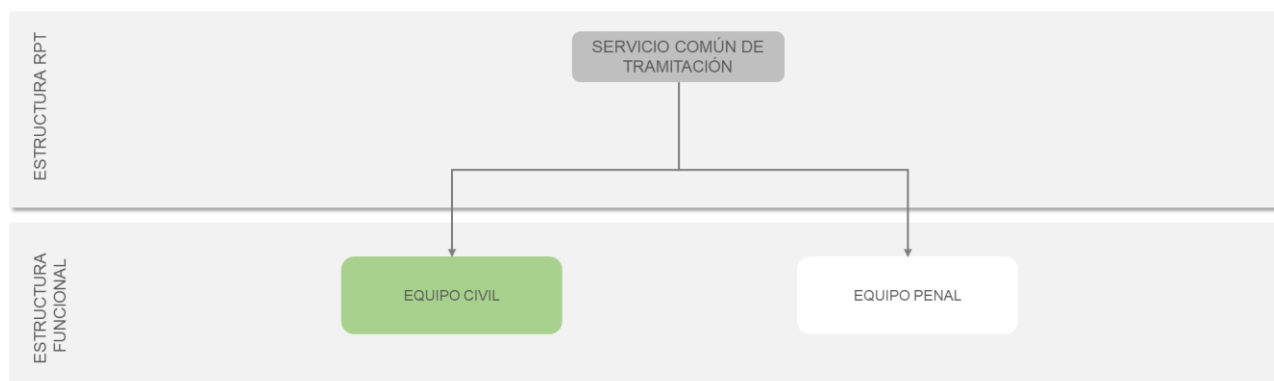 ESTRUCTURA RPT
SERVICIO COMÚN DE
TRAMITACIÓN
ESTRUCTURA
FUNCIONAL
EQUIPO CIVIL
EQUIPO PENAL